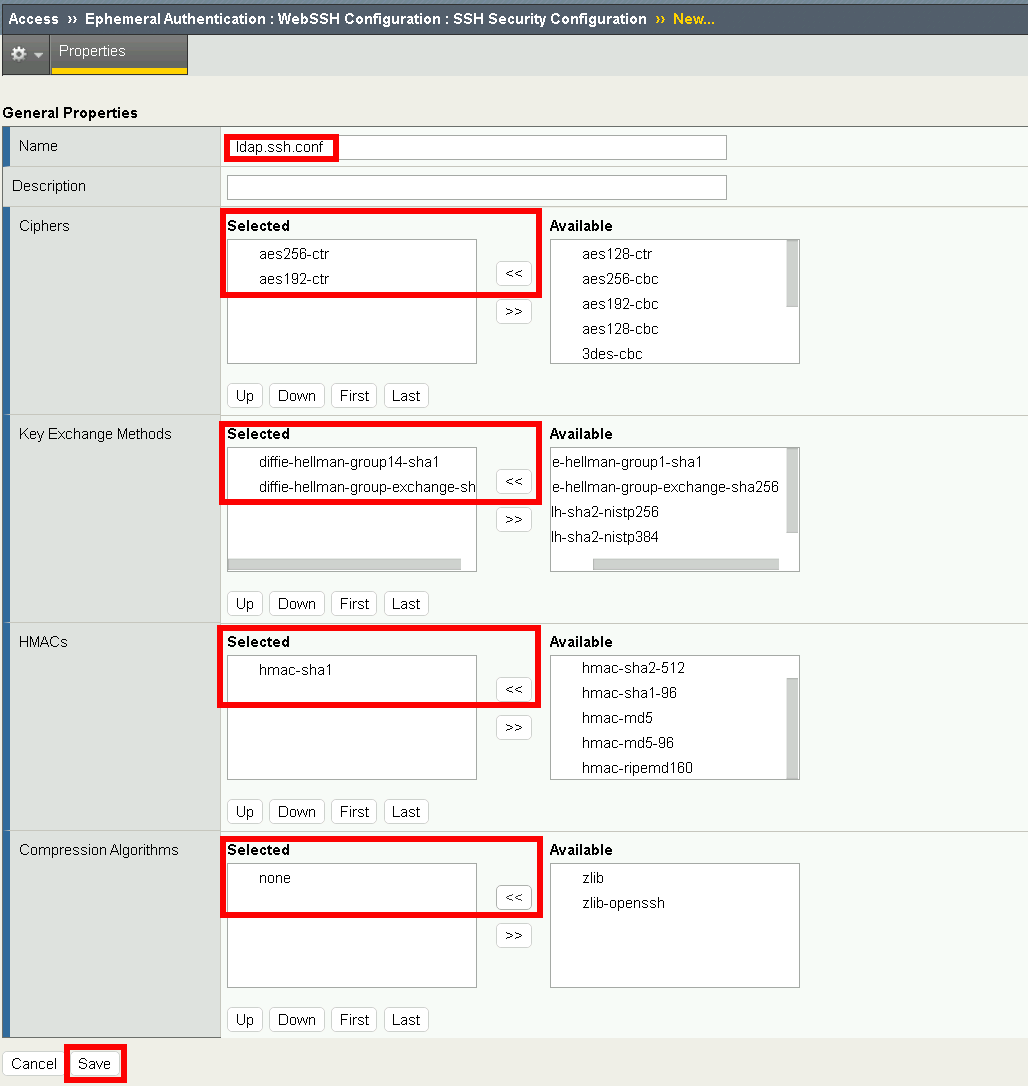 Access ›› Ephemeral Authentication : WebSSH Configuration : SSH Security Configuration ›› New...
Properties
General Properties
Name
ldap.ssh.conf
Description
Ciphers
Selected
aes256-ctr
aes192-ctr
<<
>>
Available
aes128-ctr
aes256-cbc
aes192-cbc
aes128-cbc
3des-cbc
Up Down First Last
Key Exchange Methods
Selected
diffie-hellman-group14-sha1
diffie-hellman-group-exchange-sh
<<
>>
Available
e-hellman-group1-sha1
e-hellman-group-exchange-sha256
lh-sha2-nistp256
lh-sha2-nistp384
Up Down First Last
HMACs
Selected
hmac-sha1
<<
>>
Available
hmac-sha2-512
hmac-sha1-96
hmac-md5
hmac-md5-96
hmac-ripemd160
Up Down First Last
Compression Algorithms
Selected
none
<<
>>
Available
zlib
zlib-openssh
Up Down First Last
Cancel Save